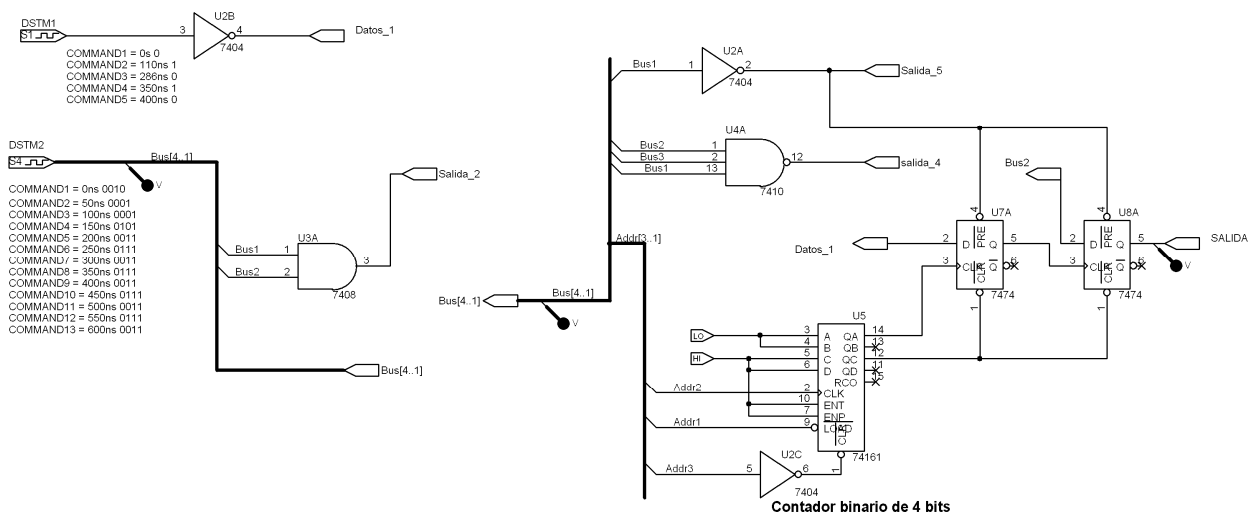 DSTM1
S1
U2B
3
4
7404
Datos_1
COMMAND1 = 0s 0
COMMAND2 = 110ns 1
COMMAND3 = 286ns 0
COMMAND4 = 350ns 1
COMMAND5 = 400ns 0
DSTM2
S4
Bus[4..1]
V
COMMAND1 = 0ns 0010
COMMAND2 = 50ns 0001
COMMAND3 = 100ns 0001
COMMAND4 = 150ns 0101
COMMAND5 = 200ns 0011
COMMAND6 = 250ns 0111
COMMAND7 = 300ns 0011
COMMAND8 = 350ns 0111
COMMAND9 = 400ns 0011
COMMAND10 = 450ns 0111
COMMAND11 = 500ns 0011
COMMAND12 = 550ns 0111
COMMAND13 = 600ns 0011
Salida_2
U3A
Bus1
1
Bus2
2
3
7408
Bus[4..1]
U2A
Bus1
1
2
7404
Salida_5
U4A
Bus2
1
Bus3
2
Bus1
13
12
7410
salida_4
Addr[3..1]
Bus[4..1]
Bus[4..1]
V
Bus2
Datos_1
4
U7A
2
D
PRE
Q
5
3
CLK
CLR
Q
6
7474
1
4
U8A
2
D
PRE
Q
5
3
CLK
CLR
Q
6
7474
1
SALIDA
V
U5
LO
HI
3
A
QA
14
4
B
QB
13
5
C
QC
12
6
D
QD
11
RCO
15
Addr2
2
CLK
10
ENT
7
ENP
Addr1
9
LOAD
CLR
74161
1
U2C
Addr3
5
6
7404
Contador binario de 4 bits